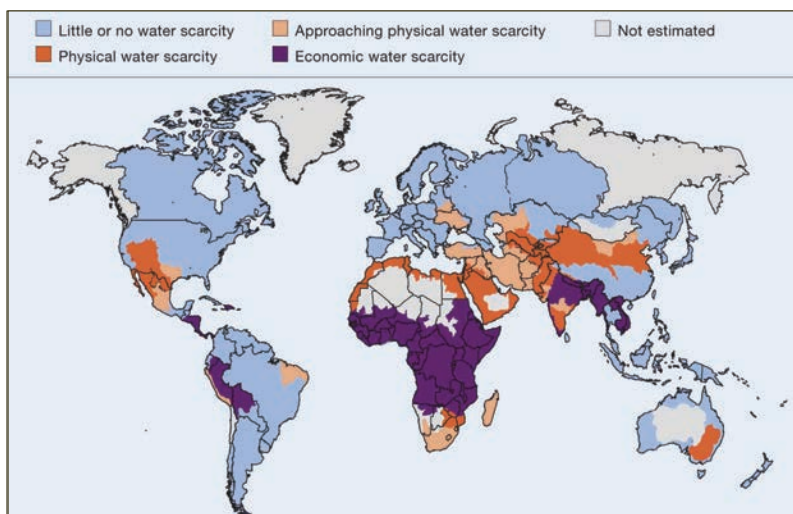 Little or no water scarcity
Approaching physical water scarcity
Not estimated
Physical water scarcity
Economic water scarcity